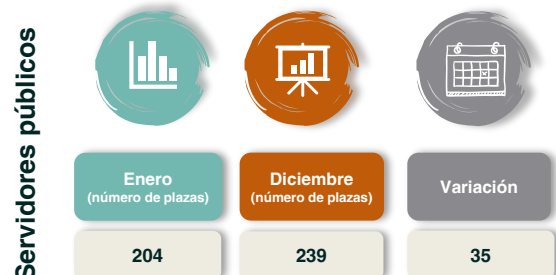 Servidores públicos
Enero
(número de plazas)
Diciembre
(número de plazas)
Variación
204
239
35